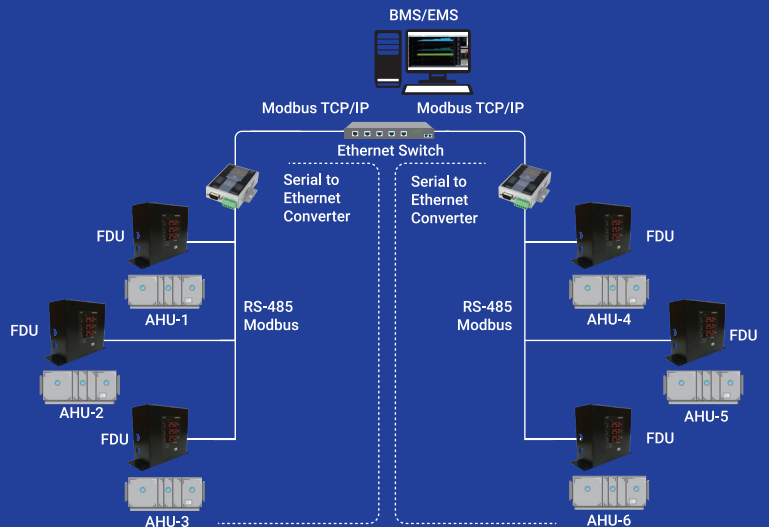 BMS/EMS
Modbus TCP/IP
Modbus TCP/IP
Ethernet Switch
Serial to
Ethernet
Converter
Serial to
Ethernet
Converter
FDU
AHU-1
FDU
AHU-2
FDU
AHU-3
RS-485
Modbus
RS-485
Modbus
FDU
AHU-4
FDU
AHU-5
FDU
AHU-6